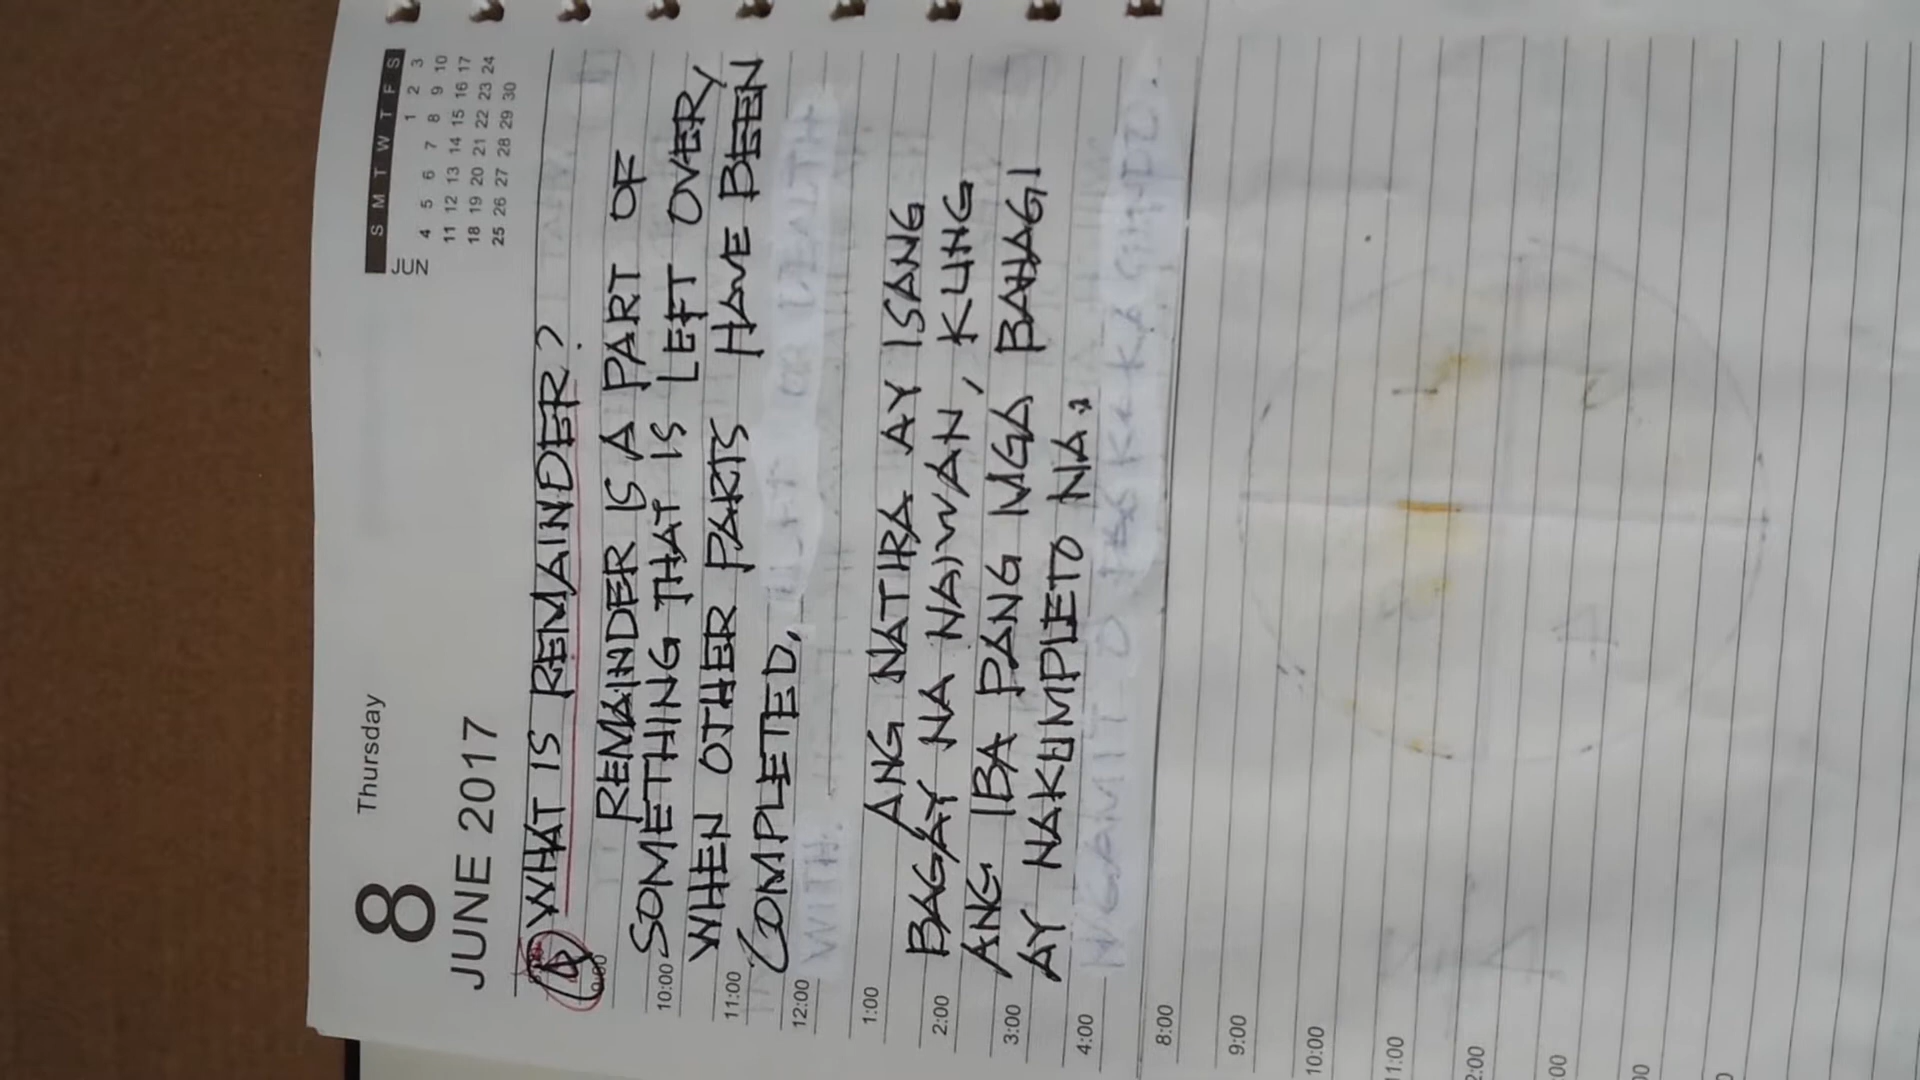 8 Thursday
JUNE 2017
S M T W T F S
JUN
1 2 3
4 5 6 7 8 9 10
11 12 13 14 15 16 17
18 19 20 21 22 23 24
25 26 27 28 29 30
WHAT IS REMAINDER?
REMAINDER IS A PART OF
10:00 SOMETHING THAT IS LEFT OVERY
11:00 WHEN OTHER PARTS HAVE BEEN
12:00 COMPLETED.
WITH.
1:00 ANG NATIRA AY ISANG
2:00 BAGAY NA NAIWAN, KUNG
3:00 ANG IBA PANG MGA BAHAGI
4:00 AY NAKUMPLETO NA.
8:00
9:00
10:00
11:00